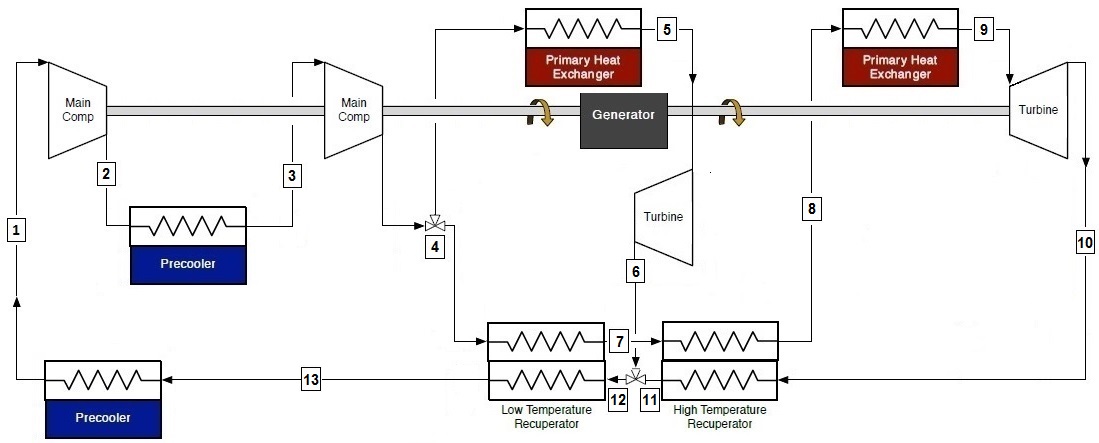 5
9
Primary Heat
Exchanger
Primary Heat
Exchanger
Main
Comp
Main
Comp
Generator
Turbine
2
3
Turbine
8
1
4
10
Precooler
6
7
13
12
11
Precooler
Low Temperature
Recuperator
High Temperature
Recuperator